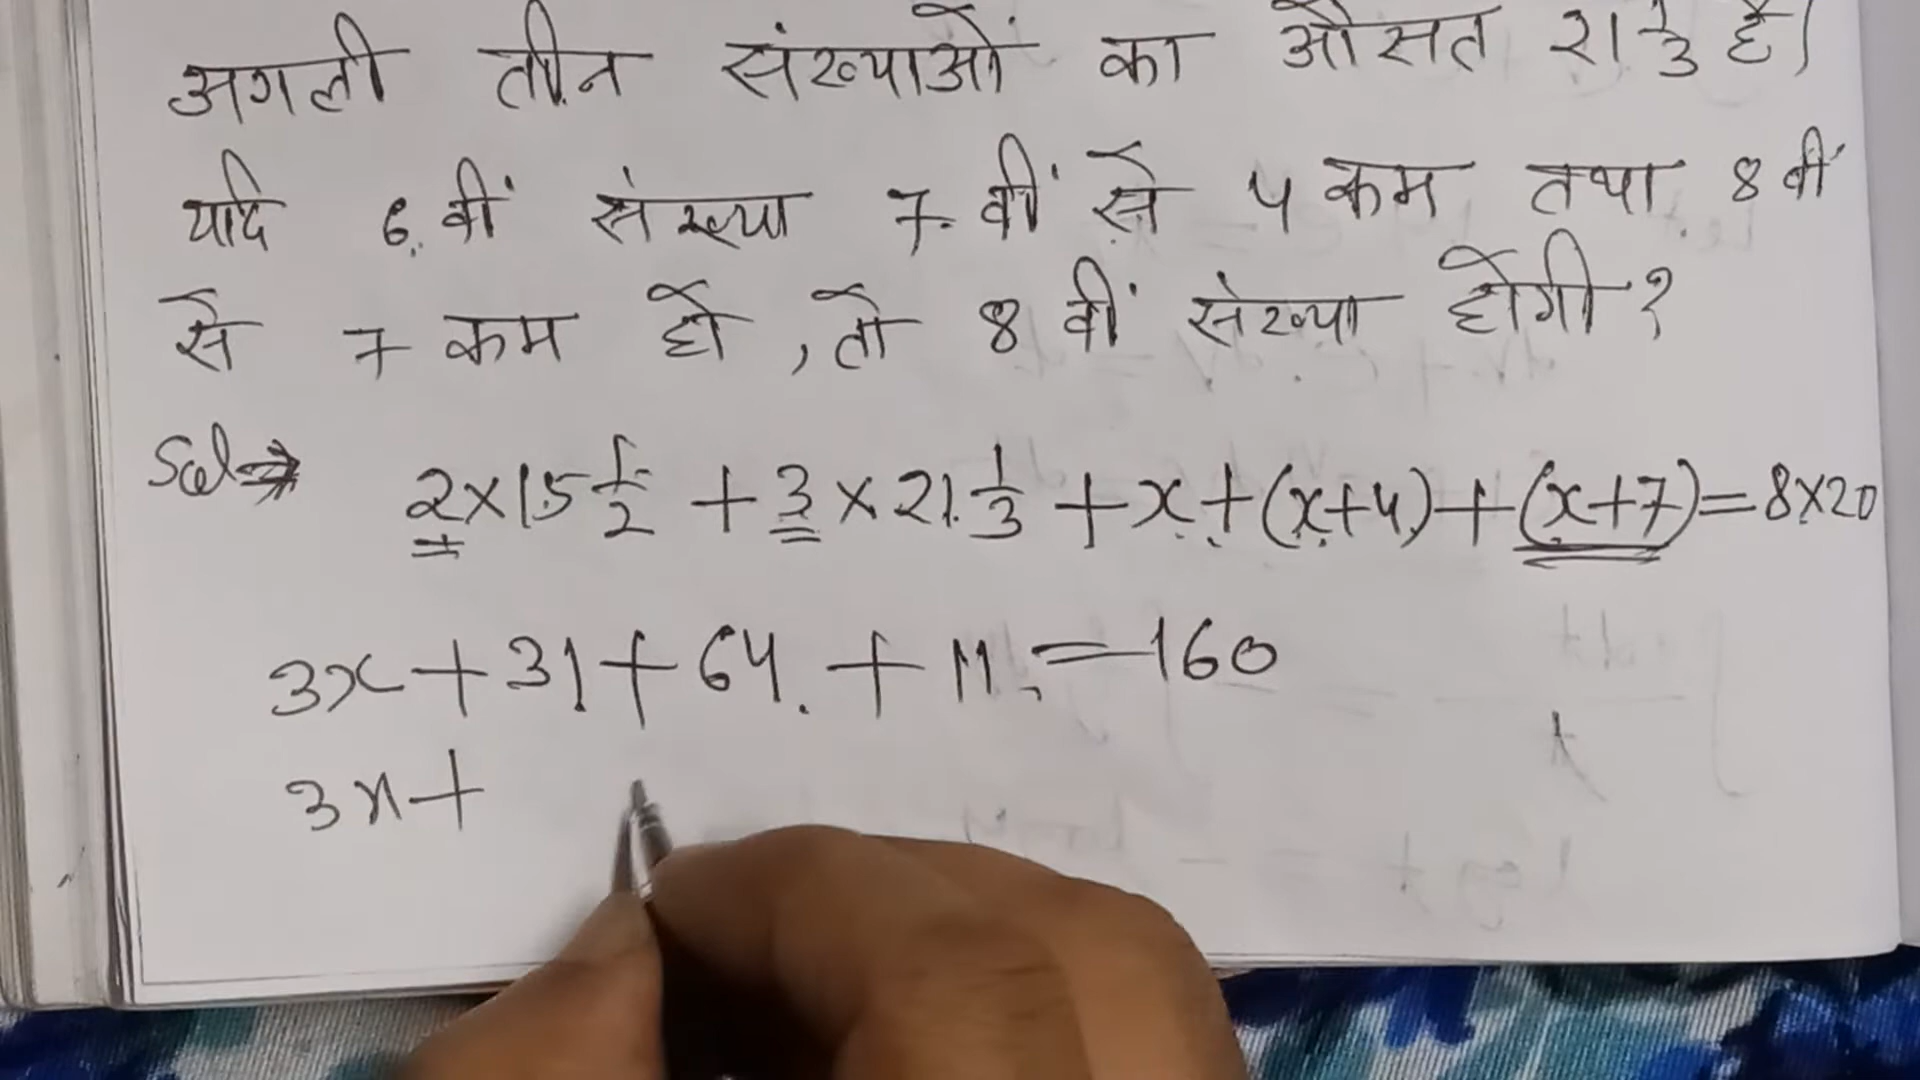 अगली तीन संख्याओं का औसत 21 1/3 है।
यदि 6 वीं संख्या 7 वीं से 4 कम तथा 8 वीं
से 7 कम हो, तो 8 वीं संख्या होगी?
Sol→ 2×15 1/2 + 3×21 1/3 + x + (x+4) + (x+7) = 8×20
3x + 31 + 64 + 11 = 160
3x +